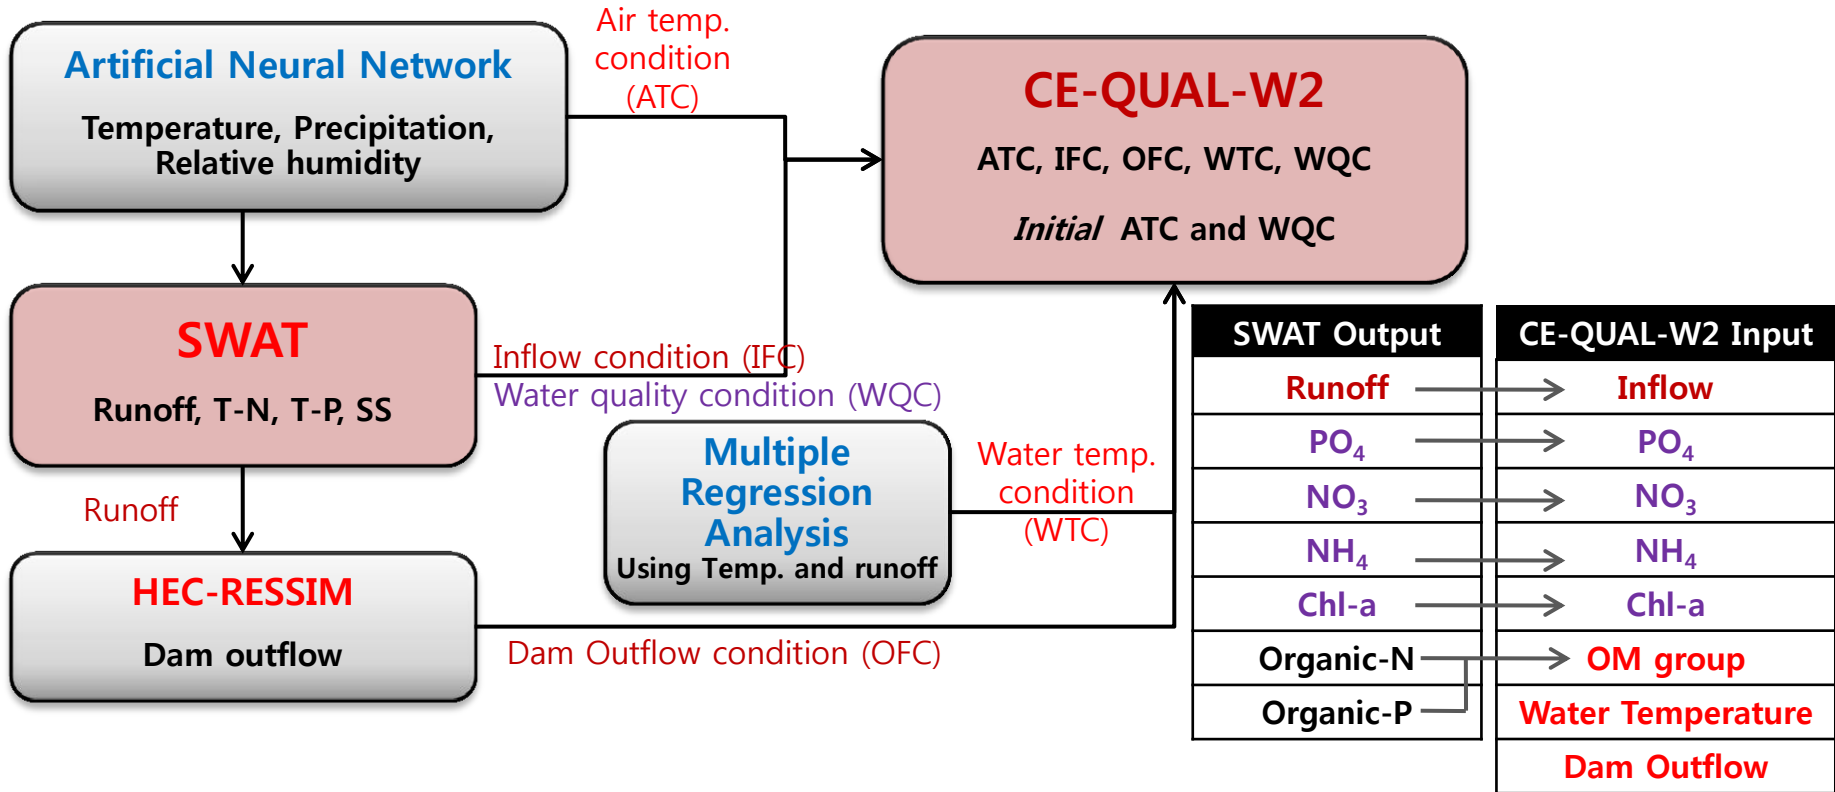 Artificial Neural Network
Temperature, Precipitation,
Relative humidity
Air temp.
condition
(ATC)
CE-QUAL-W2
ATC, IFC, OFC, WTC, WQC
Initial ATC and WQC
SWAT
Runoff, T-N, T-P, SS
Inflow condition (IFC)
Water quality condition (WQC)
Runoff
HEC-RESSIM
Dam outflow
Multiple
Regression
Analysis
Using Temp. and runoff
Water temp.
condition
(WTC)
Dam Outflow condition (OFC)
SWAT Output CE-QUAL-W2 Input
Runoff Inflow
PO4 PO4
NO3 NO3
NH4 NH4
Chl-a Chl-a
Organic-N OM group
Organic-P Water Temperature
Dam Outflow